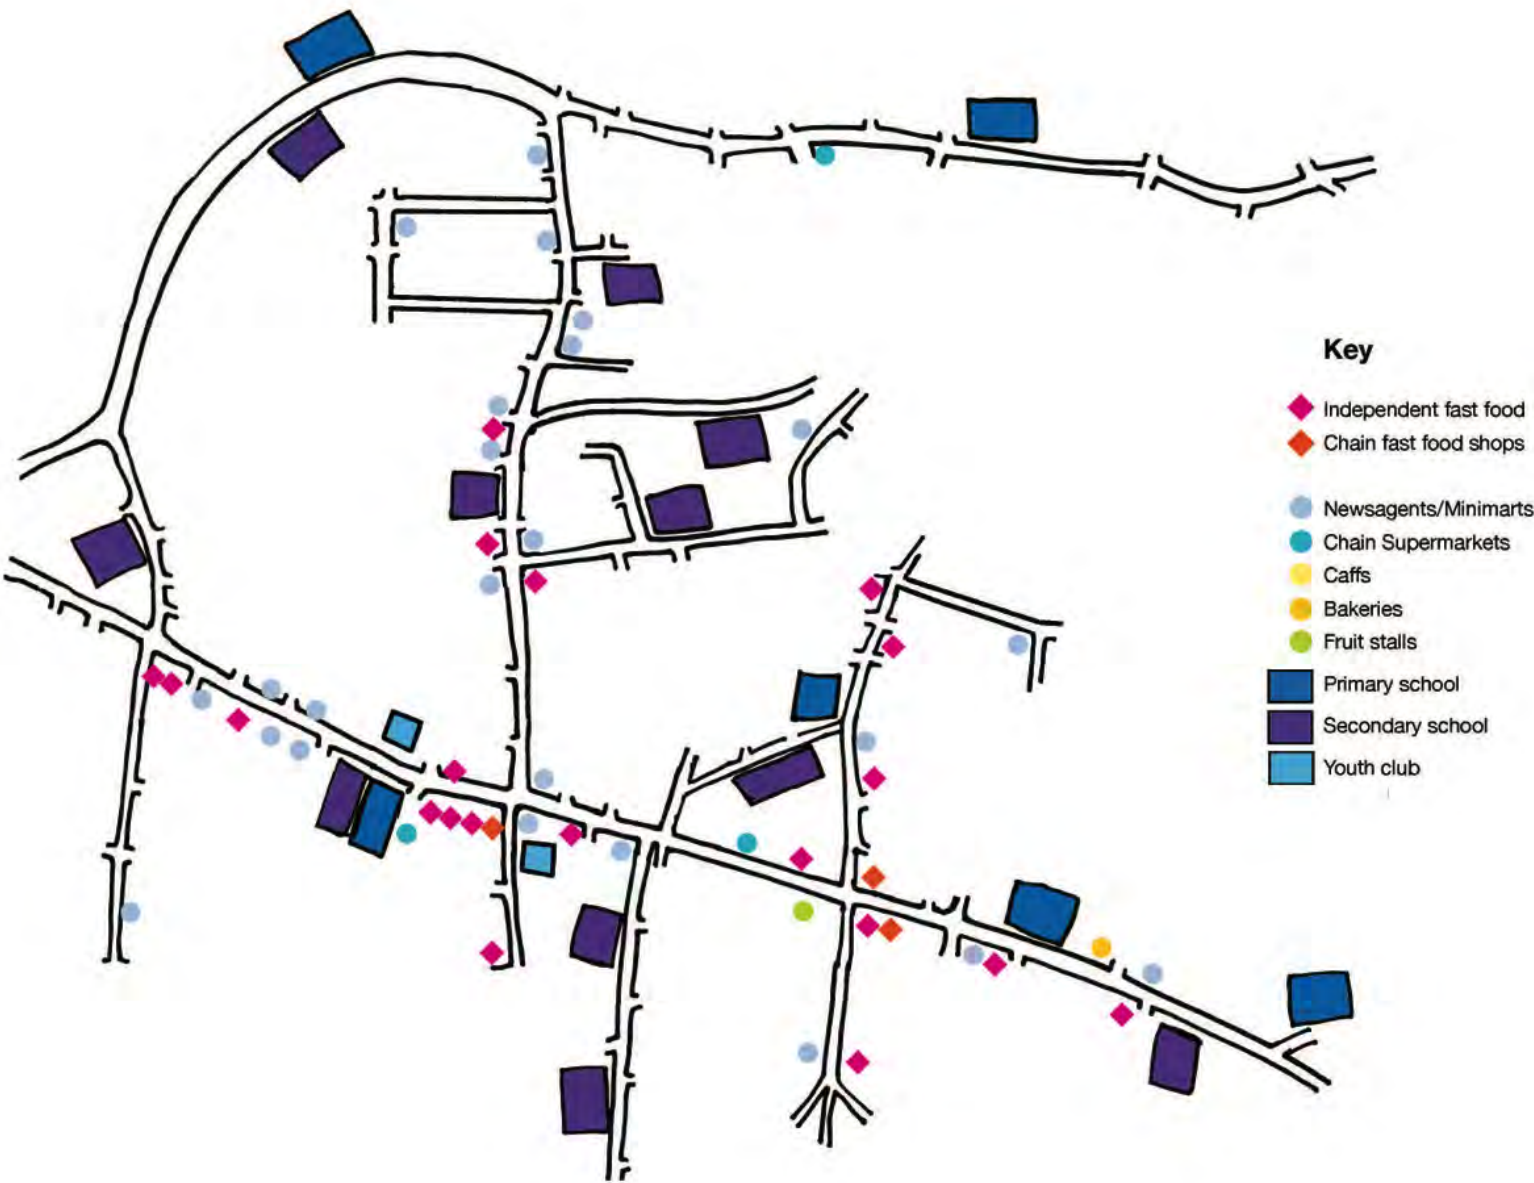 Key
Independent fast food
Chain fast food shops
Newsagents/Minimarts
Chain Supermarkets
Caffs
Bakeries
Fruit stalls
Primary school
Secondary school
Youth club